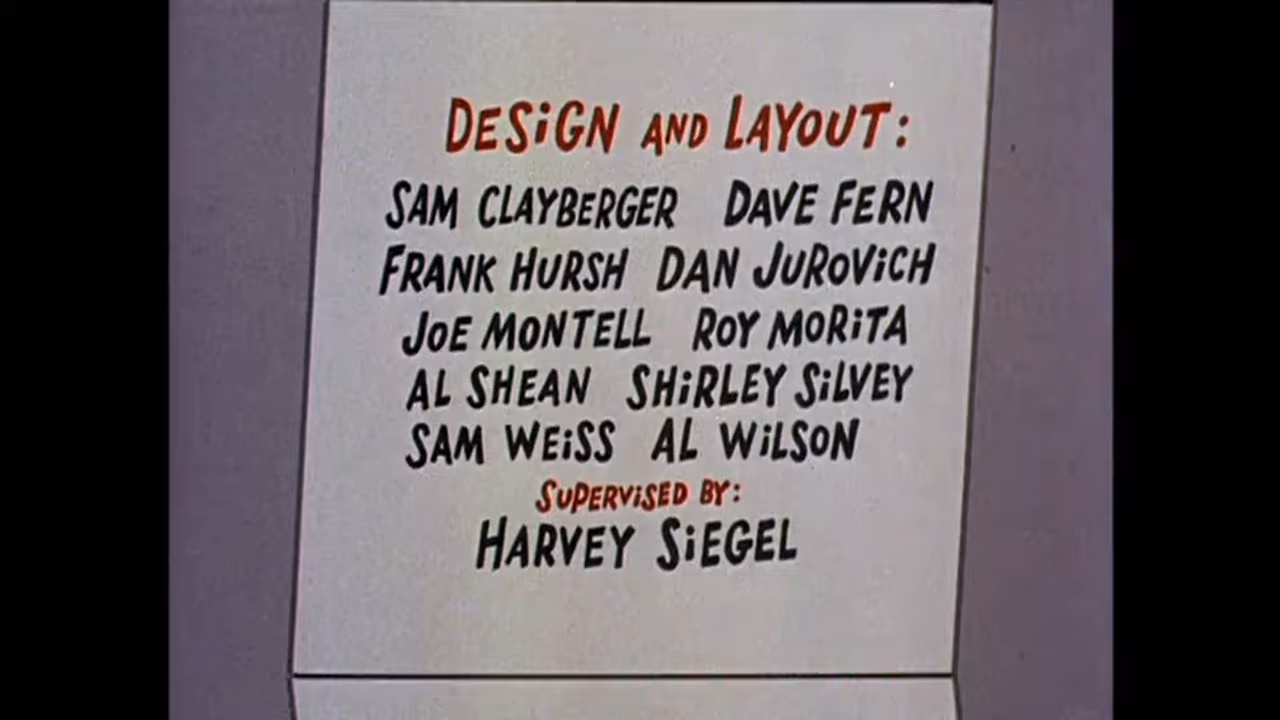 DESiGN AND LAYOUT:
SAM CLAYBERGER DAVE FERN
FRANK HURSH DAN JUROViCH
JOE MONTELL ROY MORiTA
AL SHEAN SHiRLEY SiLVEY
SAM WEiSS AL WiLSON
SUPERViSED BY:
HARVEY SiEGEL